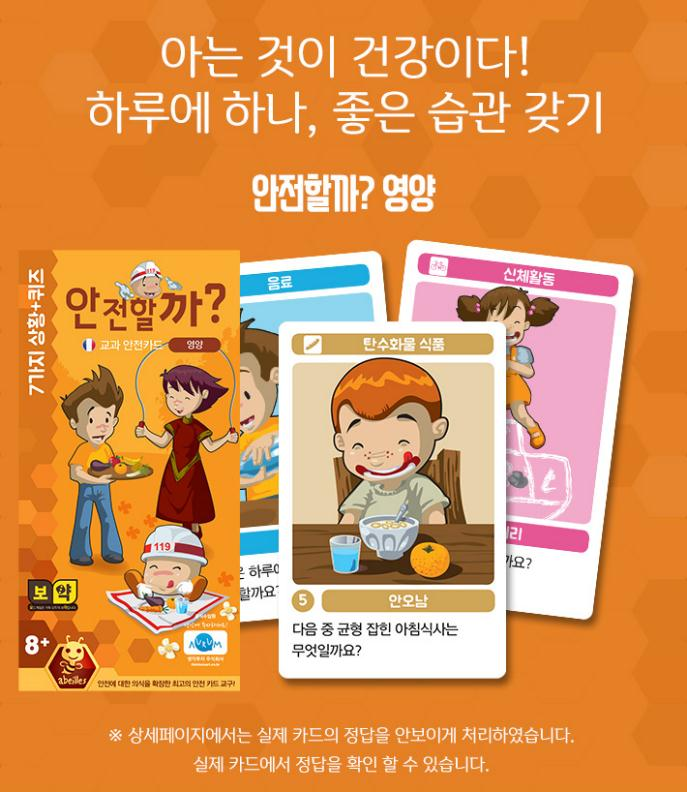 아는 것이 건강이다!
하루에 하나, 좋은 습관 갖기
안전할까? 영양
7가지 상황+퀴즈
119
안전할까?
교과 안전카드
영양
119
보약
8+
abeilles
AURUM
안전에 대한 의식을 확장한 최고의 안전 카드 교구!
음료
하루에
할까요?
신체활동
까요?
탄수화물 식품
5
안오남
다음 중 균형 잡힌 아침식사는
무엇일까요?
※ 상세페이지에서는 실제 카드의 정답을 안보이게 처리하였습니다.
실제 카드에서 정답을 확인 할 수 있습니다.